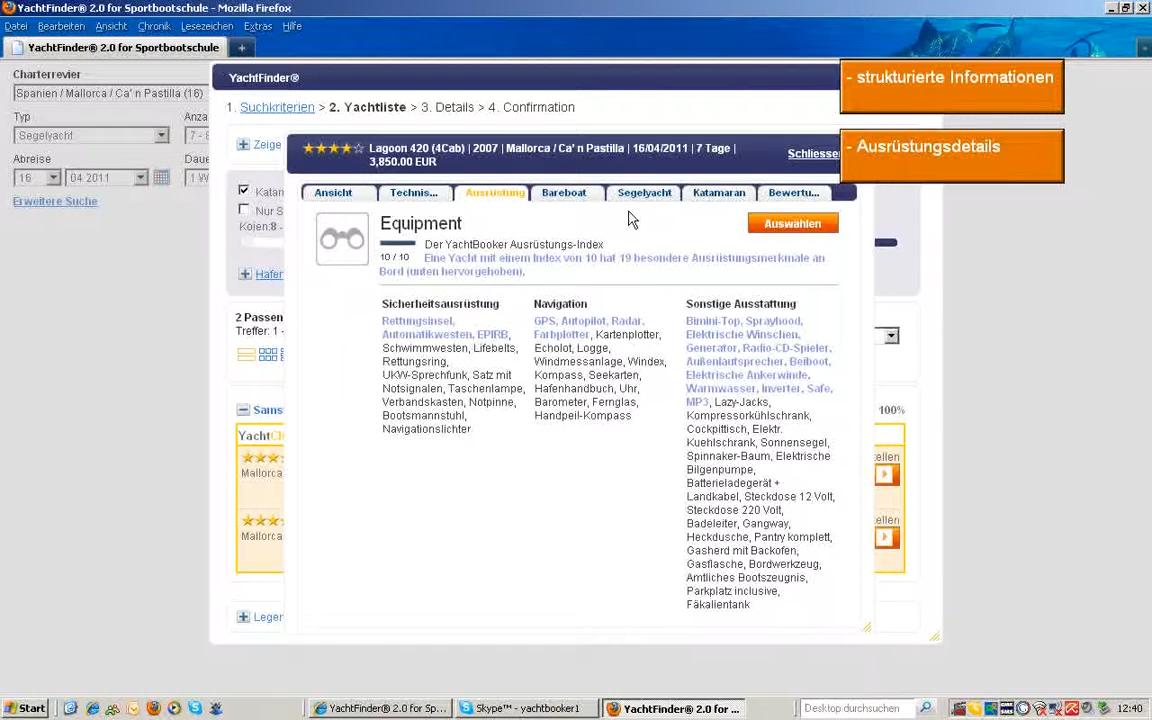 YachtFinder® 2.0 for Sportbootschule - Mozilla Firefox
Datei Bearbeiten Ansicht Chronik Lesezeichen Extras Hilfe
YachtFinder® 2.0 for Sportbootschule
Charterrevier
Spanien / Mallorca / Ca' n Pastilla (16)
Typ
Segelyacht
Abreise
16 04 2011
Erweiterte Suche
YachtFinder®
1. Suchkriterien > 2. Yachtliste > 3. Details > 4. Confirmation
- strukturierte Informationen
- Ausrüstungsdetails
Lagoon 420 (4Cab) | 2007 | Mallorca / Ca' n Pastilla | 16/04/2011 | 7 Tage |
3,850.00 EUR
Ansicht Technis... Ausrüstung Bareboat Segelyacht Katamaran Bewertu...
Equipment
Auswählen
Der YachtBooker Ausrüstungs-Index
10 / 10 Eine Yacht mit einem Index von 10 hat 19 besondere Ausrüstungsmerkmale an
Bord (unten hervorgehoben).
Sicherheitsausrüstung
Rettungsinsel,
Automatikwesten, EPIRB,
Schwimmwesten, Lifebelts,
Rettungsring,
UKW-Sprechfunk, Satz mit
Notsignalen, Taschenlampe,
Verbandskasten, Notpinne,
Bootsmannstuhl,
Navigationslichter
Navigation
GPS, Autopilot, Radar,
Farbplotter, Kartenplotter,
Echolot, Logge,
Windmessanlage, Windex,
Kompass, Seekarten,
Hafenhandbuch, Uhr,
Barometer, Fernglas,
Handpeil-Kompass
Sonstige Ausstattung
Bimini-Top, Sprayhood,
Elektrische Winschen,
Generator, Radio-CD-Spieler,
Außenlautsprecher, Beiboot,
Elektrische Ankerwinde,
Warmwasser, Inverter, Safe,
MP3, Lazy-Jacks,
Kompressorkühlschrank,
Cockpittisch, Elektr.
Kuehlschrank, Sonnensegel,
Spinnaker-Baum, Elektrische
Bilgenpumpe,
Batterieladegerät +
Landkabel, Steckdose 12 Volt,
Steckdose 220 Volt,
Badeleiter, Gangway,
Heckdusche, Pantry komplett,
Gasherd mit Backofen,
Gasflasche, Bordwerkzeug,
Amtliches Bootszeugnis,
Parkplatz inclusive,
Fäkalientank
2 Passen
Treffer: 1 -
100%
Mallorca
Mallorca
Start YachtFinder® 2.0 for Sp... Skype™ - yachtbooker1 YachtFinder® 2.0 for ... Desktop durchsuchen 12:40